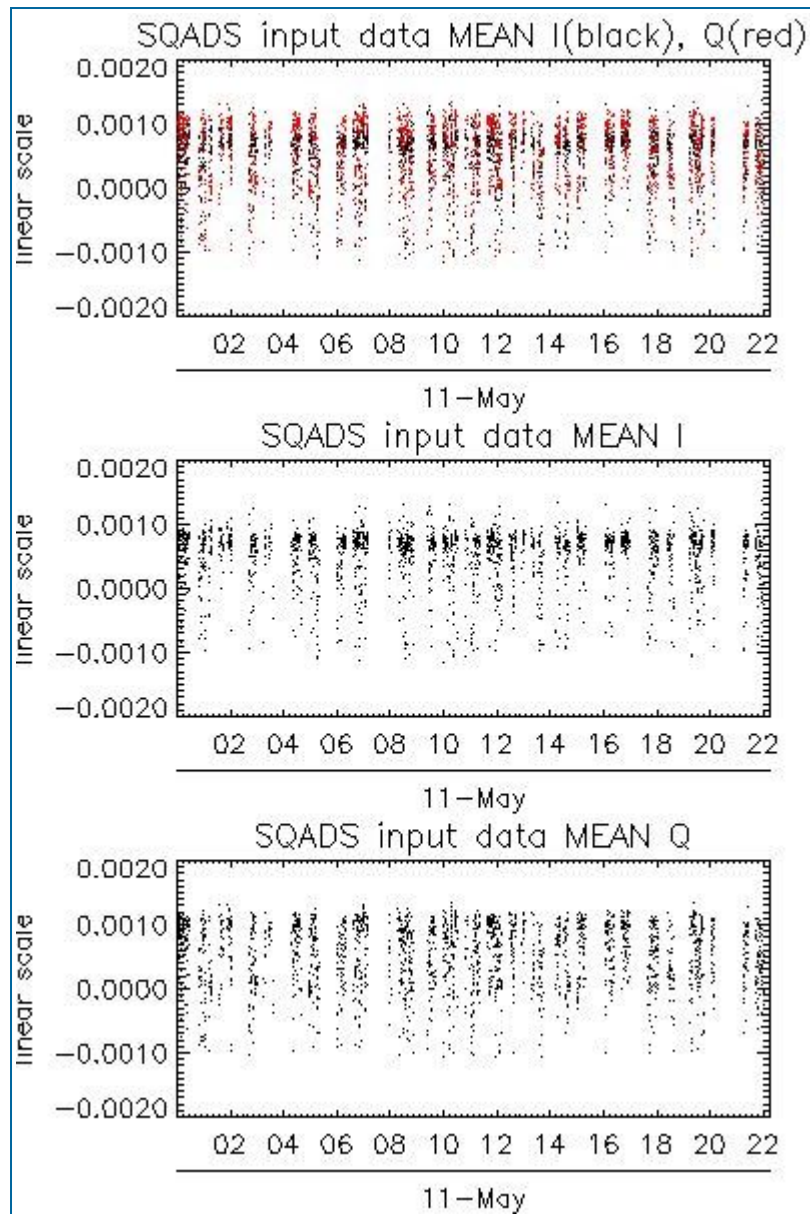 SQADS input data MEAN I(black), Q(red)
linear scale
0.0020
0.0010
0.0000
−0.0010
−0.0020
02 04 06 08 10 12 14 16 18 20 22
11−May
SQADS input data MEAN I
linear scale
0.0020
0.0010
0.0000
−0.0010
−0.0020
02 04 06 08 10 12 14 16 18 20 22
11−May
SQADS input data MEAN Q
linear scale
0.0020
0.0010
0.0000
−0.0010
−0.0020
02 04 06 08 10 12 14 16 18 20 22
11−May